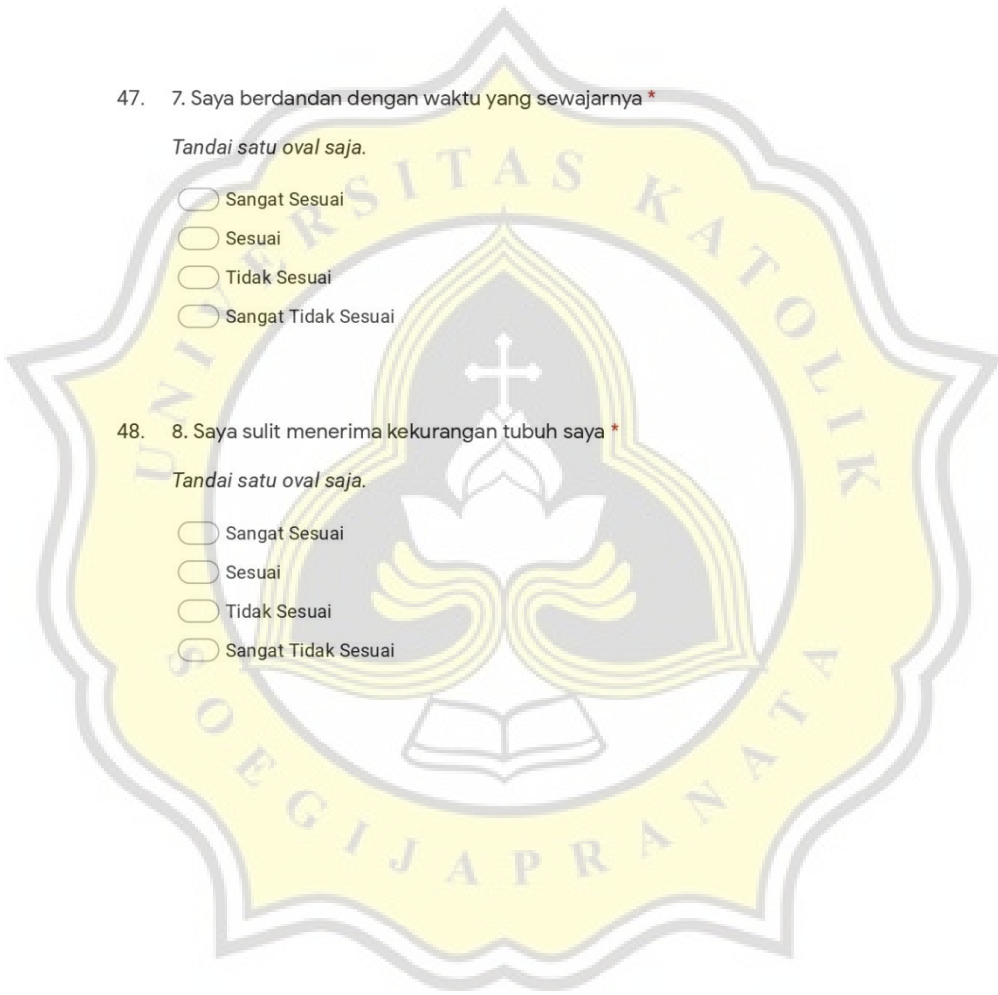 47. 7. Saya berdandan dengan waktu yang sewajarnya *
Tandai satu oval saja.
Sangat Sesuai
Sesuai
Tidak Sesuai
Sangat Tidak Sesuai
48. 8. Saya sulit menerima kekurangan tubuh saya *
Tandai satu oval saja.
Sangat Sesuai
Sesuai
Tidak Sesuai
Sangat Tidak Sesuai
UNIVERSITAS KATOLIK
SOEGIJAPRANATA